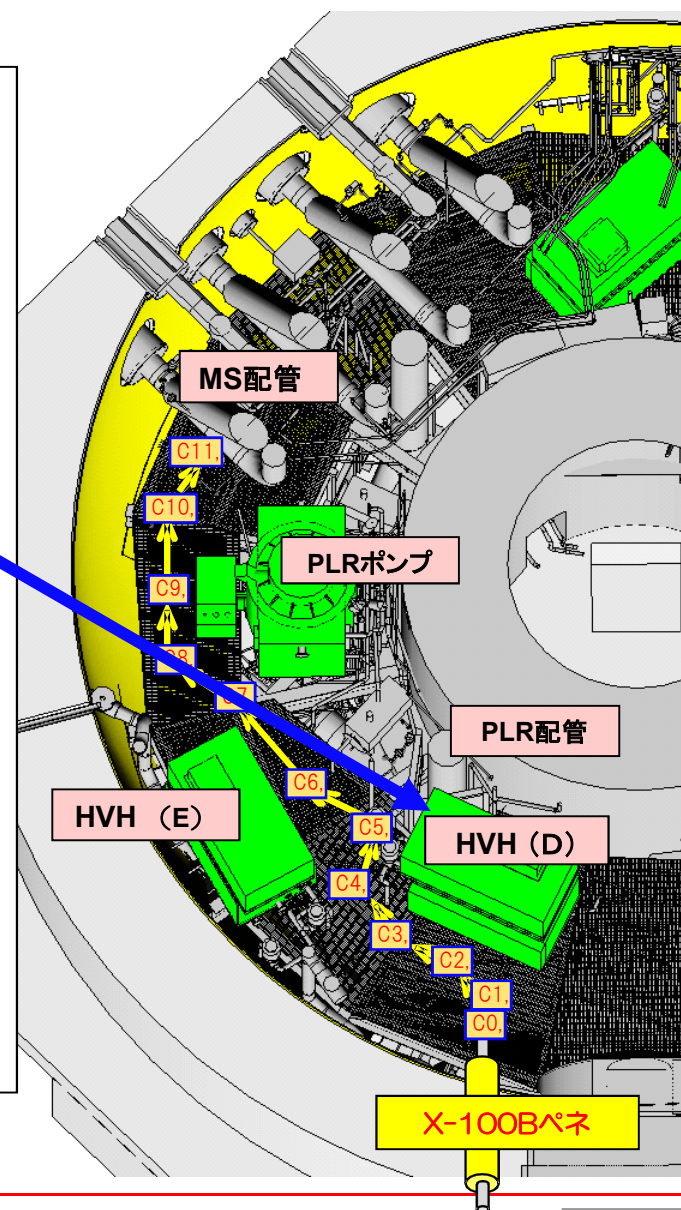 MS配管
C11,
C10,
PLRポンプ
C9,
C8,
C7
PLR配管
C6,
HVH （E）
C5,
HVH（D）
C4,
C3,
C2,
C1,
C0,
X-100Bペネ